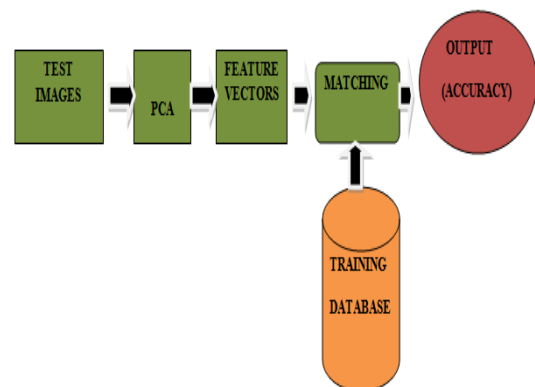 TEST
IMAGES
PCA
FEATURE
VECTORS
MATCHING
OUTPUT
(ACCURACY)
TRAINING
DATABASE